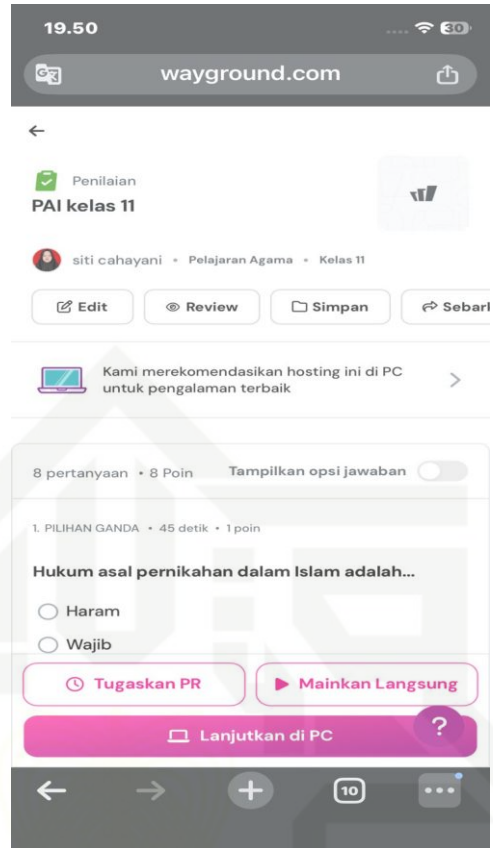 19.50
30
wayground.com
Penilaian
PAI kelas 11
siti cahayani • Pelajaran Agama • Kelas 11
Edit
Review
Simpan
Sebarl
Kami merekomendasikan hosting ini di PC
untuk pengalaman terbaik
8 pertanyaan • 8 Poin
Tampilkan opsi jawaban
1. PILIHAN GANDA • 45 detik • 1 poin
Hukum asal pernikahan dalam Islam adalah...
Haram
Wajib
Tugaskan PR
Mainkan Langsung
Lanjutkan di PC
?
10